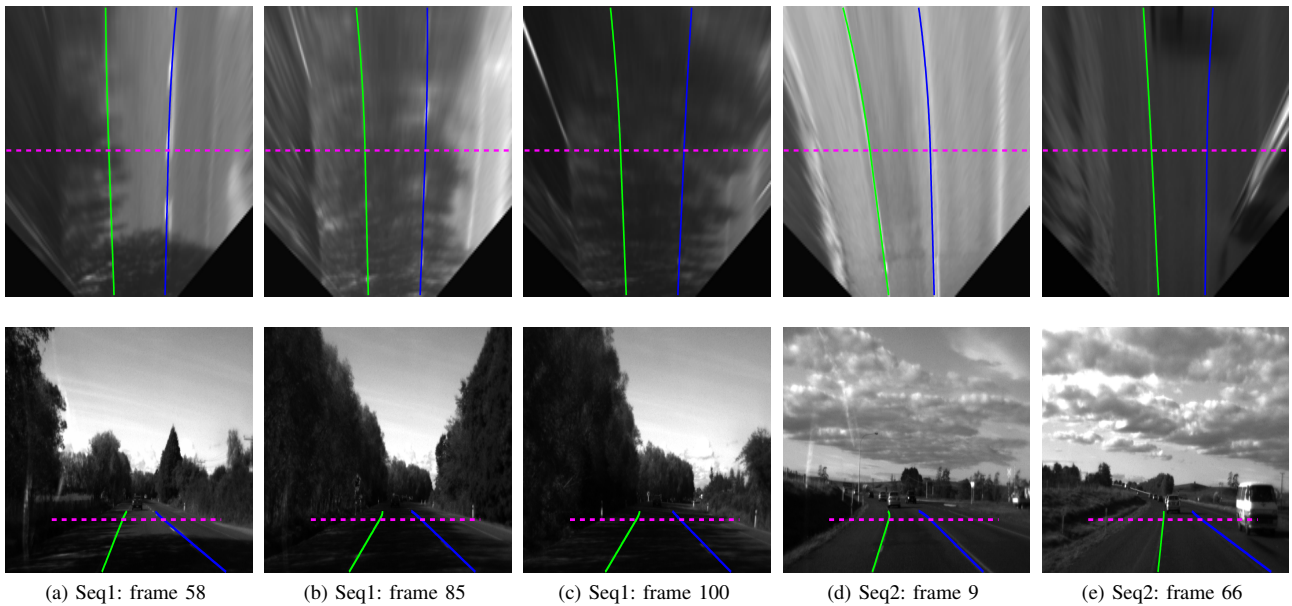 (a) Seq1: frame 58
(b) Seq1: frame 85
(c) Seq1: frame 100
(d) Seq2: frame 9
(e) Seq2: frame 66